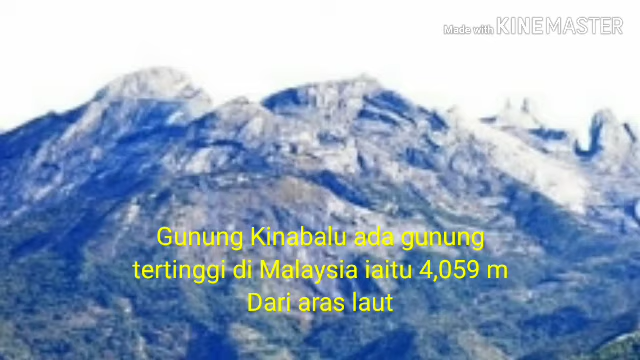 Made with KINEMASTER
Gunung Kinabalu ada gunung
tertinggi di Malaysia iaitu 4,059 m
Dari aras laut